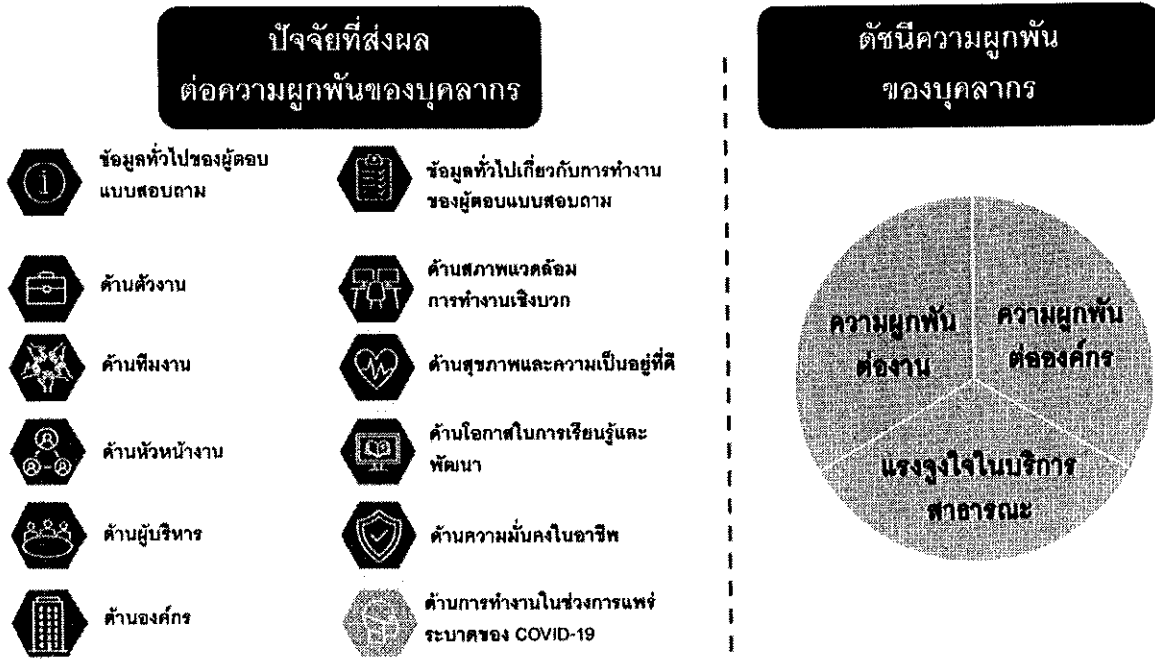 ปัจจัยที่ส่งผล
ต่อความผูกพันของบุคลากร
ข้อมูลทั่วไปของผู้ตอบ
แบบสอบถาม
ข้อมูลทั่วไปเกี่ยวกับการทำงาน
ของผู้ตอบแบบสอบถาม
ด้านตัวงาน
ด้านสภาพแวดล้อม
การทำงานเชิงบวก
ด้านทีมงาน
ด้านสุขภาพและความเป็นอยู่ที่ดี
ด้านหัวหน้างาน
ด้านโอกาสในการเรียนรู้และ
พัฒนา
ด้านผู้บริหาร
ด้านความมั่นคงในอาชีพ
ด้านองค์กร
ด้านการทำงานในช่วงการแพร่
ระบาดของ COVID-19
ดัชนีความผูกพัน
ของบุคลากร
ความผูกพัน
ต่องาน
ความผูกพัน
ต่อองค์กร
แรงจูงใจในบริการ
สาธารณะ